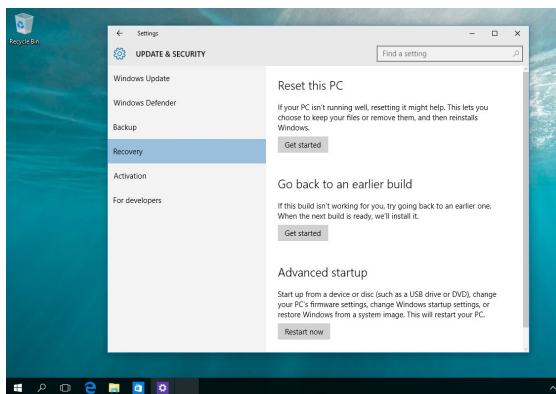 Recycle Bin
Settings
UPDATE & SECURITY
Find a setting
Windows Update
Windows Defender
Backup
Recovery
Activation
For developers
Reset this PC
If your PC isn't running well, resetting it might help. This lets you
choose to keep your files or remove them, and then reinstalls
Windows.
Get started
Go back to an earlier build
If this build isn't working for you, try going back to an earlier one.
When the next build is ready, we'll install it.
Get started
Advanced startup
Start up from a device or disc (such as a USB drive or DVD), change
your PC's firmware settings, change Windows startup settings, or
restore Windows from a system image. This will restart your PC.
Restart now